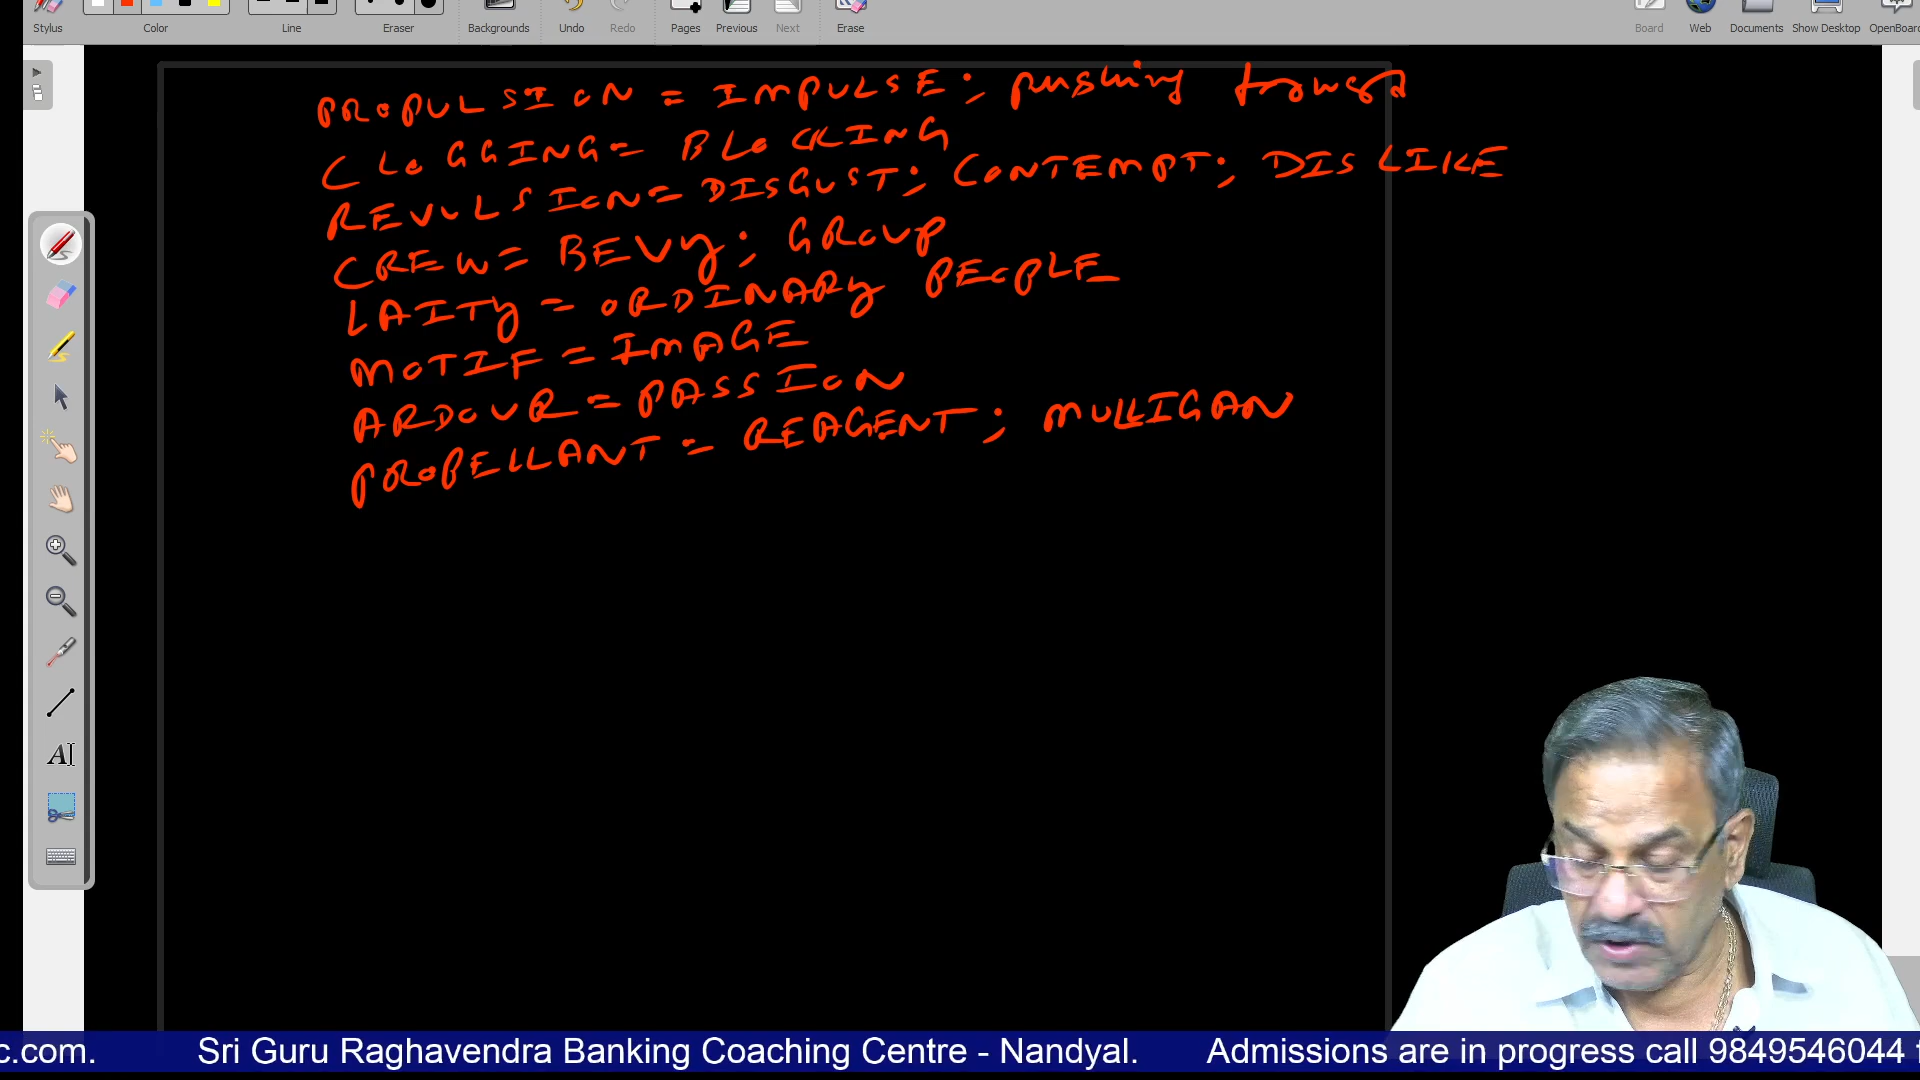 Stylus Color Line Eraser Backgrounds Undo Redo Pages Previous Next Erase Board Web Documents Show Desktop OpenBoard
PROPULSION = IMPULSE; pushing forward
CLOGGING = BLOCKING
REVULSION = DISGUST; CONTEMPT; DISLIKE
CREW = BEVY; GROUP
LAITY = ORDINARY PEOPLE
MOTIF = IMAGE
ARDOUR = PASSION
PROPELLANT = REAGENT; MULLIGAN
c.com. Sri Guru Raghavendra Banking Coaching Centre - Nandyal. Admissions are in progress call 9849546044